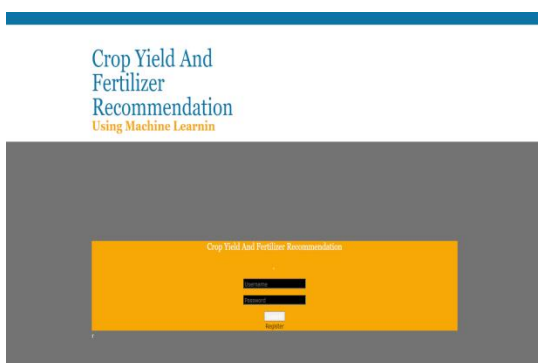 Crop Yield And
Fertilizer
Recommendation
Using Machine Learnin
Crop Yield And Fertilizer Recommendation
Username
Password
Register